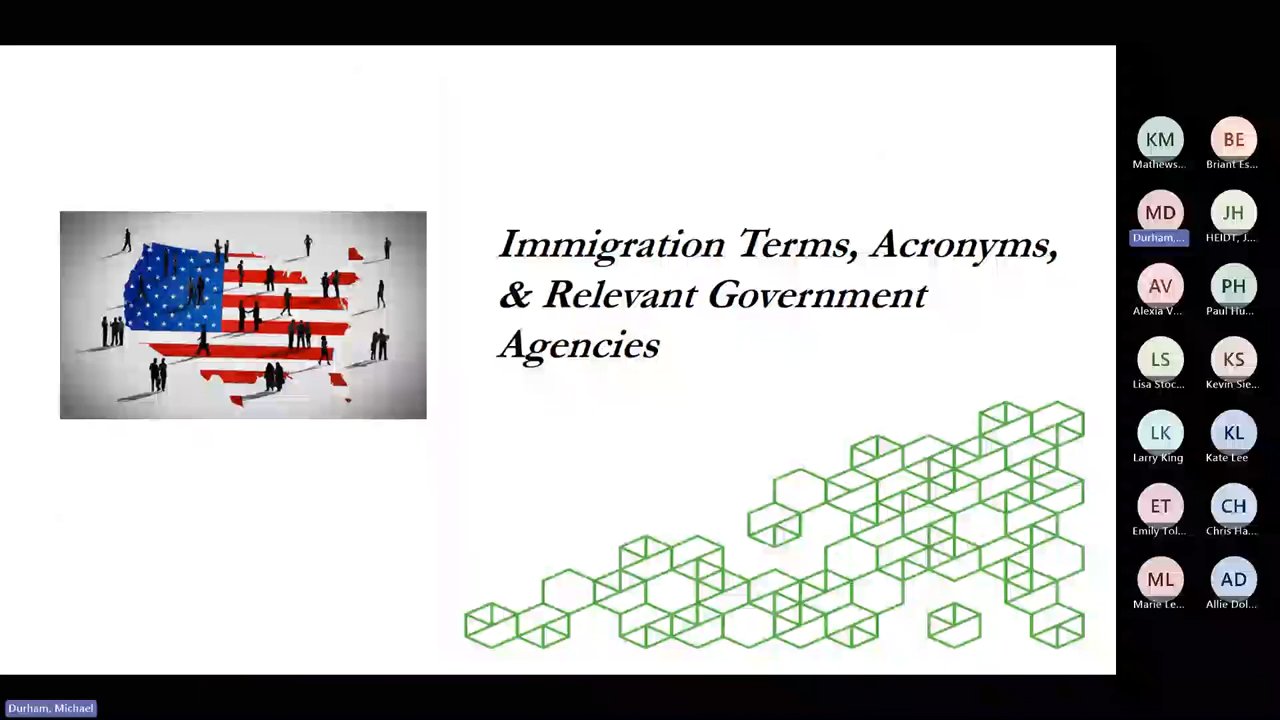 Immigration Terms, Acronyms,
& Relevant Government
Agencies
KM
Mathews...
BE
Briant Es...
MD
Durham,...
JH
HEIDT, J...
AV
Alexia V...
PH
Paul Hu...
LS
Lisa Stoc...
KS
Kevin Sie...
LK
Larry King
KL
Kate Lee
ET
Emily Tol...
CH
Chris Ha...
ML
Marie Le...
AD
Allie Dol...
Durham, Michael